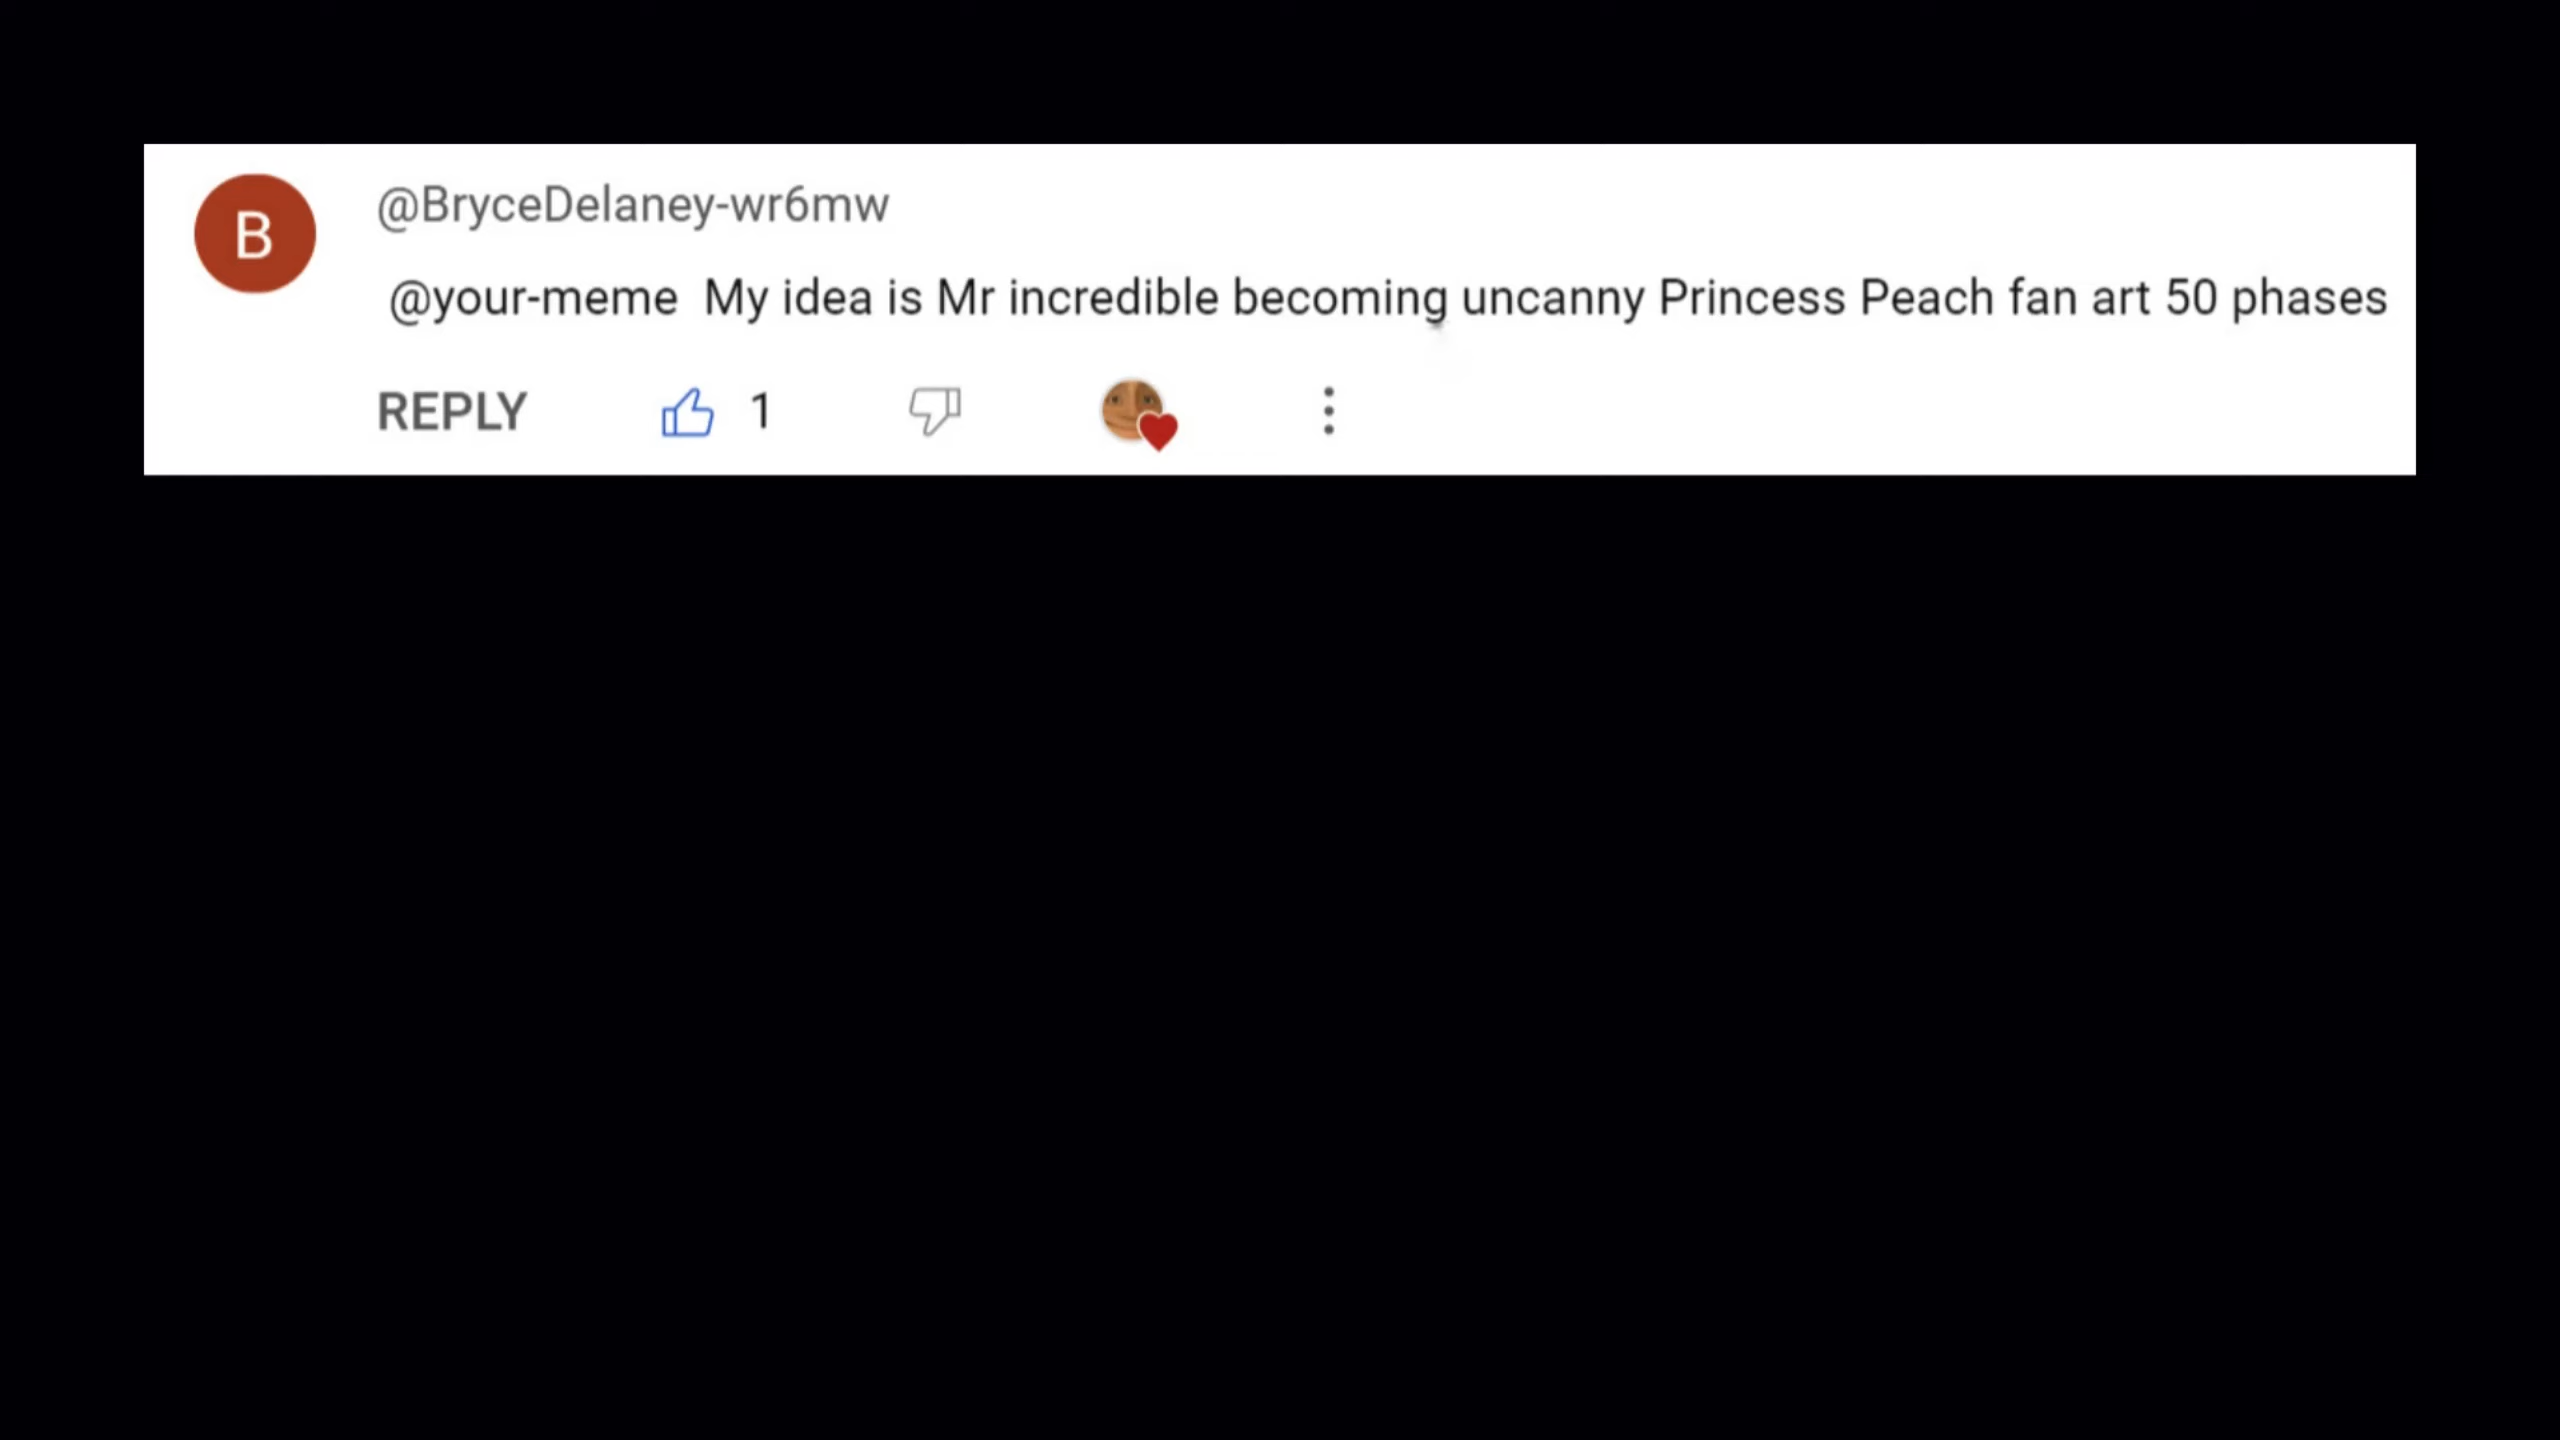 B
@BryceDelaney-wr6mw
@your-meme My idea is Mr incredible becoming uncanny Princess Peach fan art 50 phases
REPLY 1